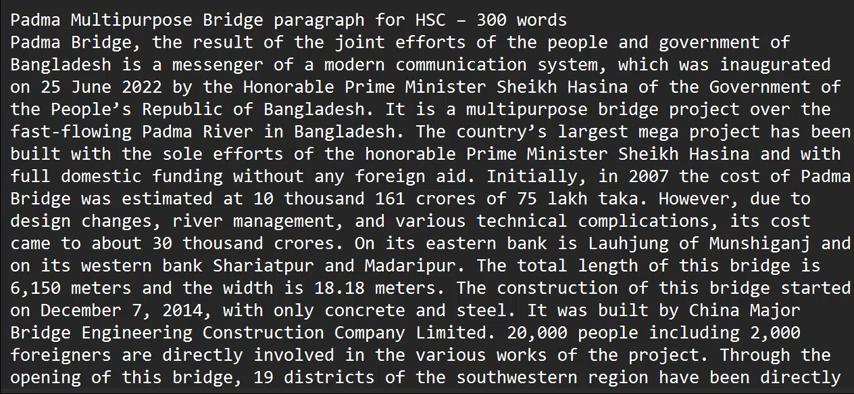 Padma Multipurpose Bridge paragraph for HSC – 300 words
Padma Bridge, the result of the joint efforts of the people and government of
Bangladesh is a messenger of a modern communication system, which was inaugurated
on 25 June 2022 by the Honorable Prime Minister Sheikh Hasina of the Government of
the People’s Republic of Bangladesh. It is a multipurpose bridge project over the
fast-flowing Padma River in Bangladesh. The country’s largest mega project has been
built with the sole efforts of the honorable Prime Minister Sheikh Hasina and with
full domestic funding without any foreign aid. Initially, in 2007 the cost of Padma
Bridge was estimated at 10 thousand 161 crores of 75 lakh taka. However, due to
design changes, river management, and various technical complications, its cost
came to about 30 thousand crores. On its eastern bank is Lauhjung of Munshiganj and
on its western bank Shariatpur and Madaripur. The total length of this bridge is
6,150 meters and the width is 18.18 meters. The construction of this bridge started
on December 7, 2014, with only concrete and steel. It was built by China Major
Bridge Engineering Construction Company Limited. 20,000 people including 2,000
foreigners are directly involved in the various works of the project. Through the
opening of this bridge, 19 districts of the southwestern region have been directly